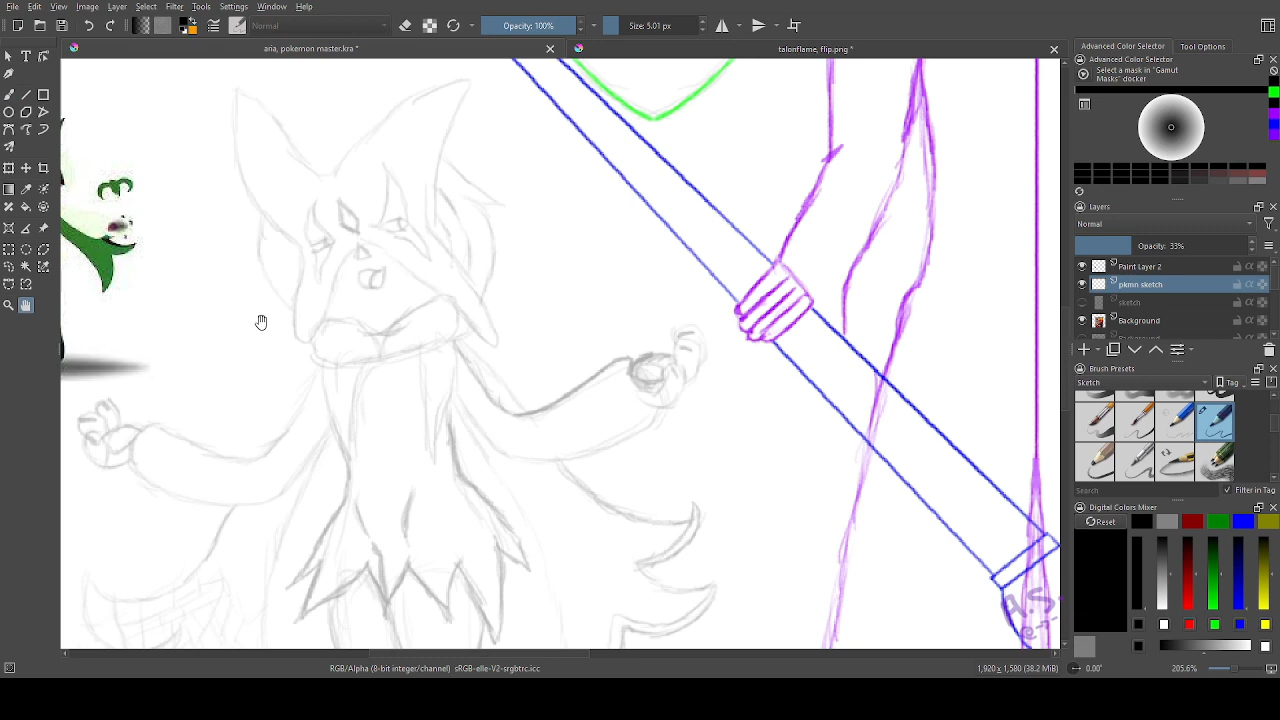 File Edit View Image Layer Select Filter Tools Settings Window Help
Normal
Opacity: 100%
Size: 5.01 px
aria, pokemon master.kra *
talonflame, flip.png *
Advanced Color Selector
Tool Options
Advanced Color Selector
Select a mask in "Gamut
Masks" docker
Layers
Normal
Opacity: 33%
Paint Layer 2
pkmn sketch
sketch
Background
Brush Presets
Sketch
Tag
Search
Filter in Tag
Digital Colors Mixer
Reset
A.S.
RGB/Alpha (8-bit integer/channel) sRGB-elle-V2-srgbtrc.icc
1,920 x 1,580 (38.2 MiB)
0.00°
205.6%